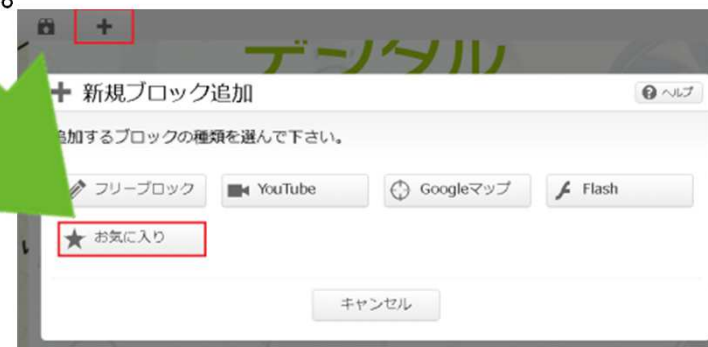 。
デンタル
新規ブロック追加
ヘルプ
追加するブロックの種類を選んで下さい。
フリーブロック YouTube Googleマップ Flash
お気に入り
キャンセル